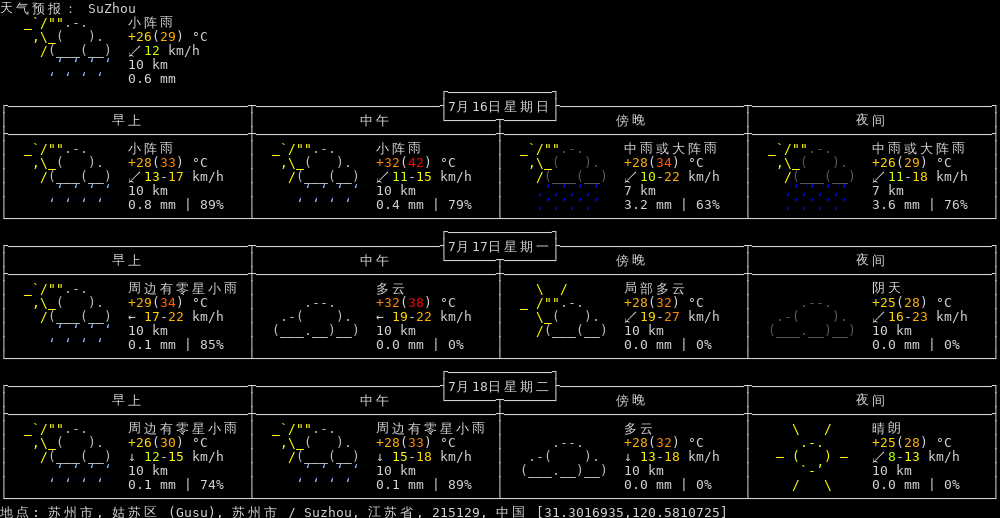 天气预报: SuZhou
小阵雨
+26(29) °C
↙ 12 km/h
10 km
0.6 mm
7月16日星期日
早上 中午 傍晚 夜间
小阵雨 小阵雨 中雨或大阵雨 中雨或大阵雨
+28(33) °C +32(42) °C +28(34) °C +26(29) °C
↙ 13-17 km/h ↙ 11-15 km/h ↙ 10-22 km/h ↙ 11-18 km/h
10 km 10 km 7 km 7 km
0.8 mm | 89% 0.4 mm | 79% 3.2 mm | 63% 3.6 mm | 76%
7月17日星期一
早上 中午 傍晚 夜间
周边有零星小雨 多云 局部多云 阴天
+29(34) °C +32(38) °C +28(32) °C +25(28) °C
← 17-22 km/h ← 19-22 km/h ↙ 19-27 km/h ↙ 16-23 km/h
10 km 10 km 10 km 10 km
0.1 mm | 85% 0.0 mm | 0% 0.0 mm | 0% 0.0 mm | 0%
7月18日星期二
早上 中午 傍晚 夜间
周边有零星小雨 周边有零星小雨 多云 晴朗
+26(30) °C +28(33) °C +28(32) °C +25(28) °C
↓ 12-15 km/h ↓ 15-18 km/h ↓ 13-18 km/h ↙ 8-13 km/h
10 km 10 km 10 km 10 km
0.1 mm | 74% 0.1 mm | 89% 0.0 mm | 0% 0.0 mm | 0%
地点: 苏州市, 姑苏区 (Gusu), 苏州市 / Suzhou, 江苏省, 215129, 中国 [31.3016935,120.5810725]